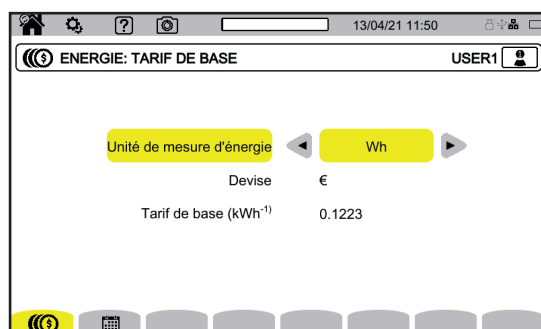 13/04/21 11:50
ENERGIE: TARIF DE BASE USER1
Unité de mesure d'énergie Wh
Devise €
Tarif de base (kWh⁻¹⁾ 0.1223